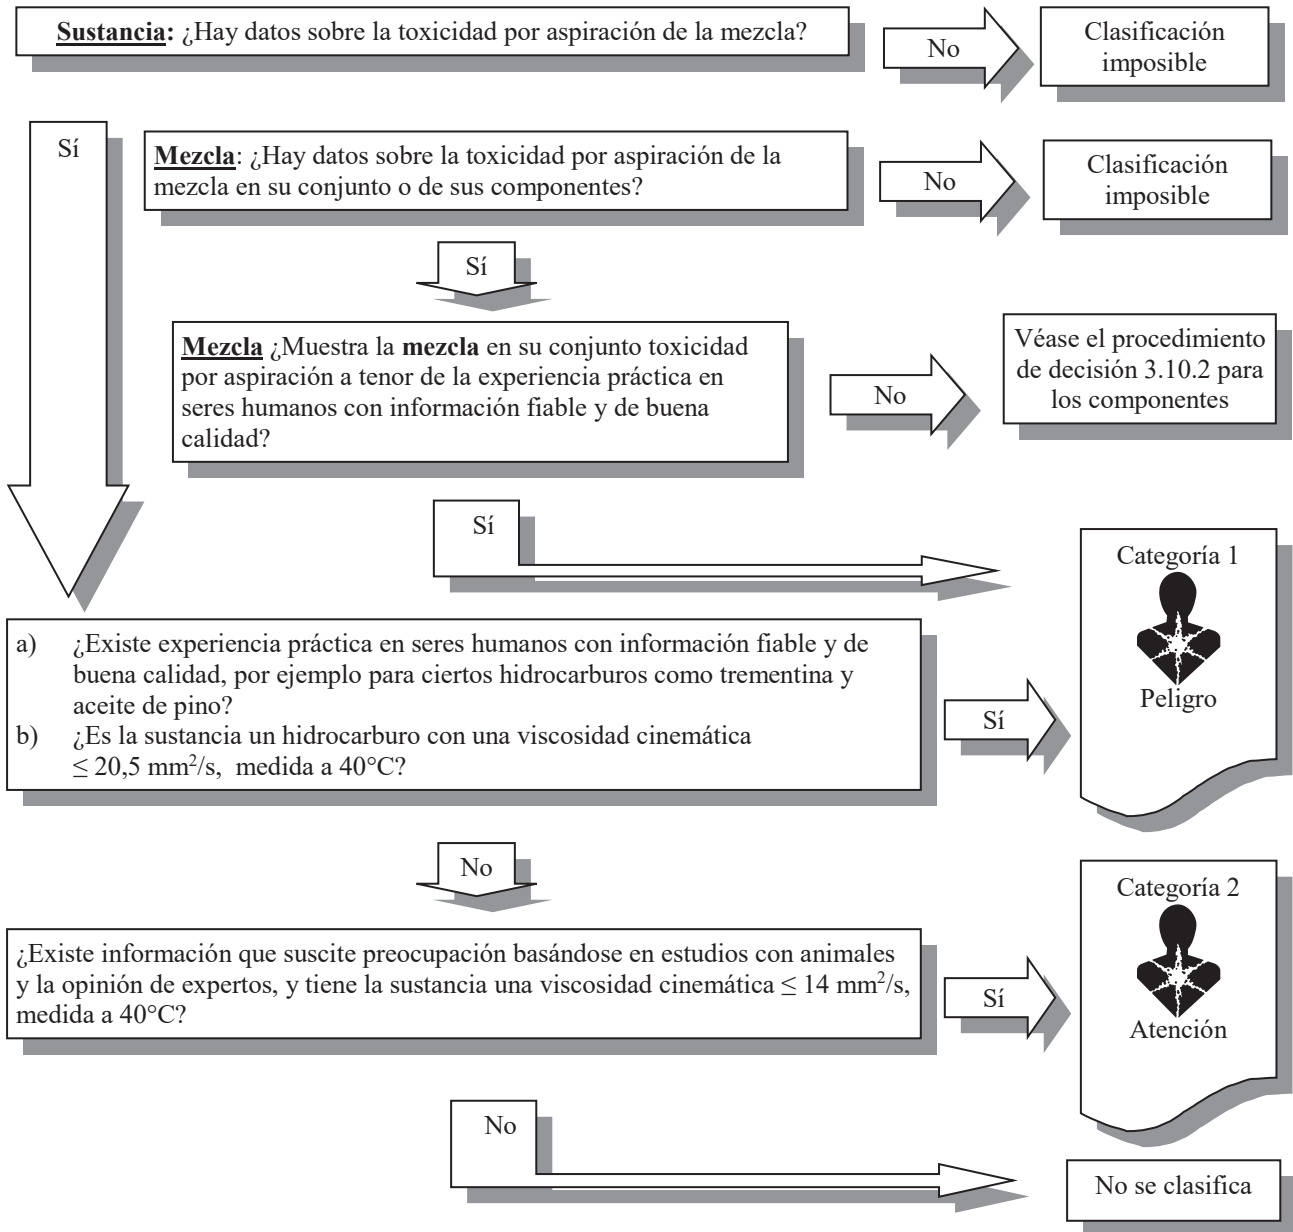 Sustancia: ¿Hay datos sobre la toxicidad por aspiración de la mezcla?
No
Clasificación
imposible
Sí
Mezcla: ¿Hay datos sobre la toxicidad por aspiración de la
mezcla en su conjunto o de sus componentes?
No
Clasificación
imposible
Sí
Mezcla ¿Muestra la mezcla en su conjunto toxicidad
por aspiración a tenor de la experiencia práctica en
seres humanos con información fiable y de buena
calidad?
No
Véase el procedimiento
de decisión 3.10.2 para
los componentes
Sí
Categoría 1
Peligro
a) ¿Existe experiencia práctica en seres humanos con información fiable y de
buena calidad, por ejemplo para ciertos hidrocarburos como trementina y
aceite de pino?
b) ¿Es la sustancia un hidrocarburo con una viscosidad cinemática
≤ 20,5 mm²/s, medida a 40°C?
Sí
No
Categoría 2
Atención
¿Existe información que suscite preocupación basándose en estudios con animales
y la opinión de expertos, y tiene la sustancia una viscosidad cinemática ≤ 14 mm²/s,
medida a 40°C?
Sí
No
No se clasifica